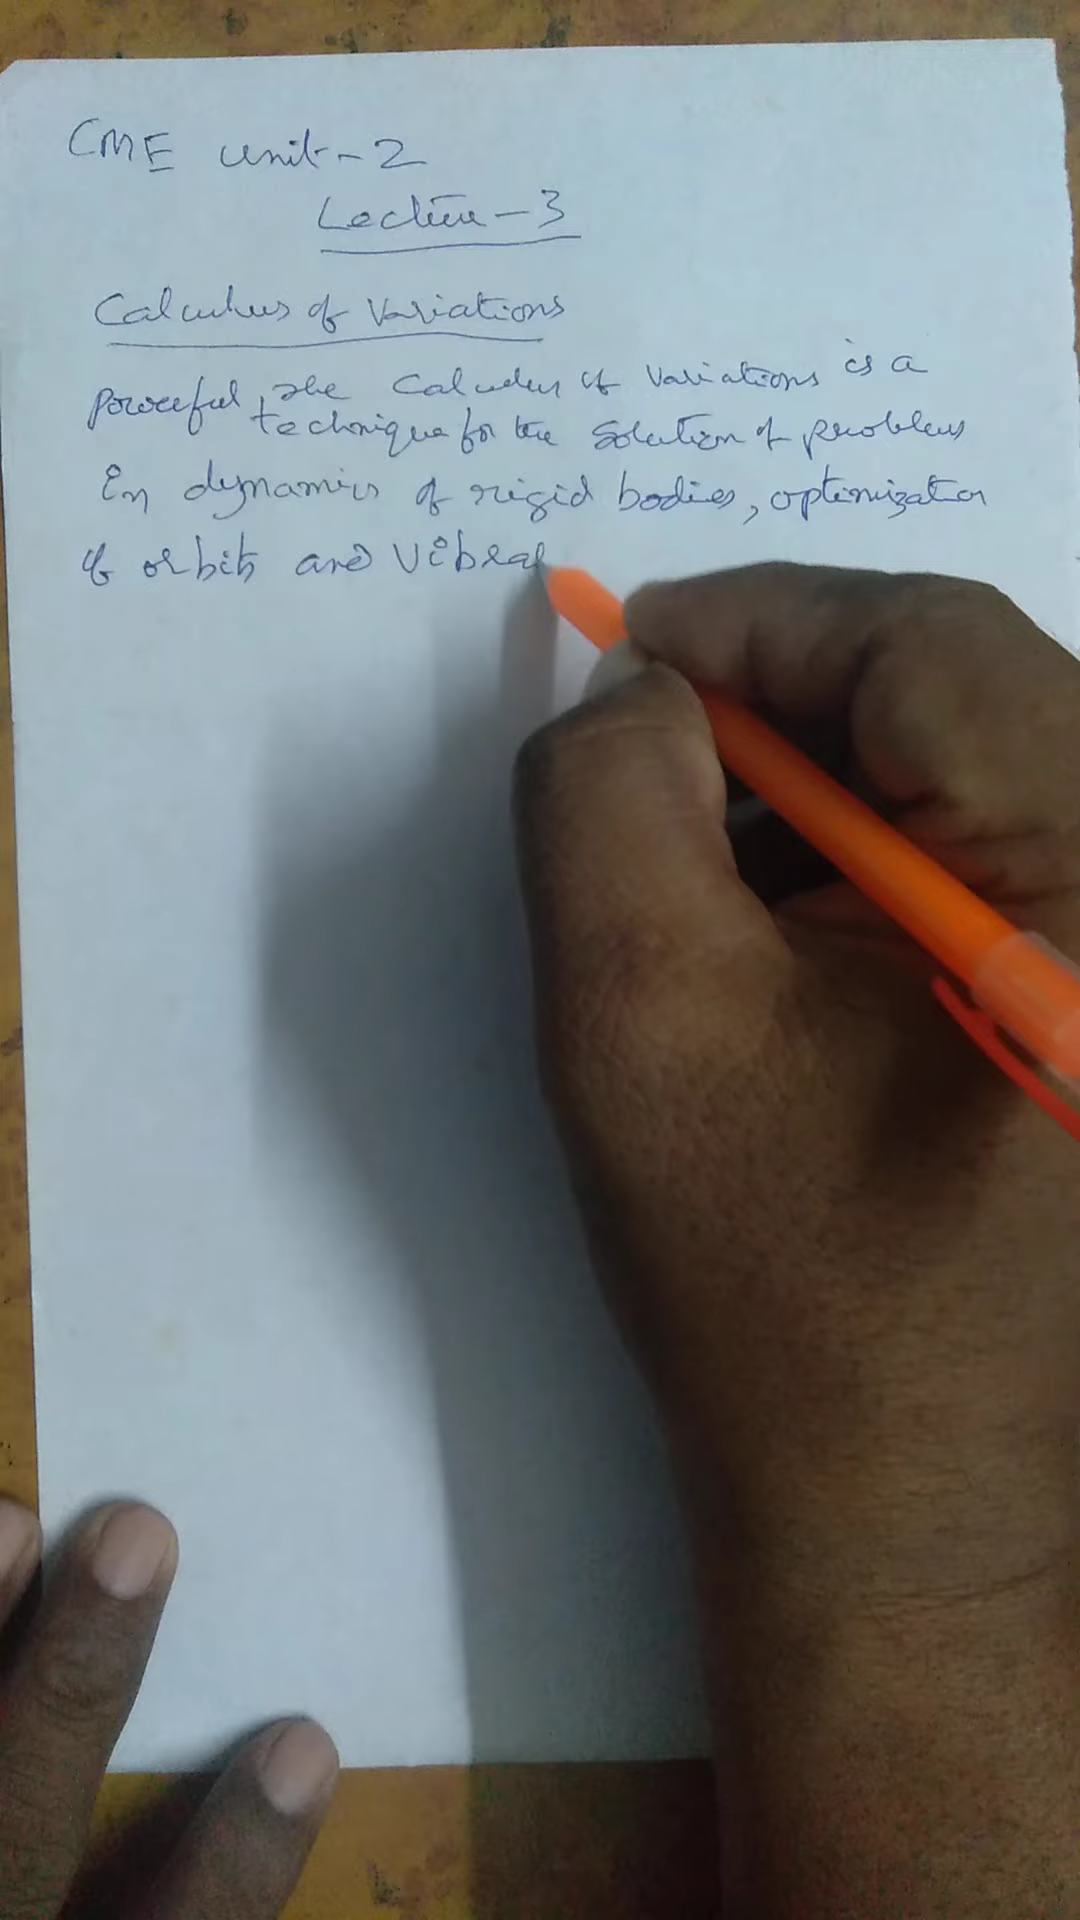 CME unit-2
Lecture-3
Calculus of Variations
The Calculus of Variations is a
powerful, technique for the Solution of problems
in dynamics of rigid bodies, optimization
of orbits and Vibrat